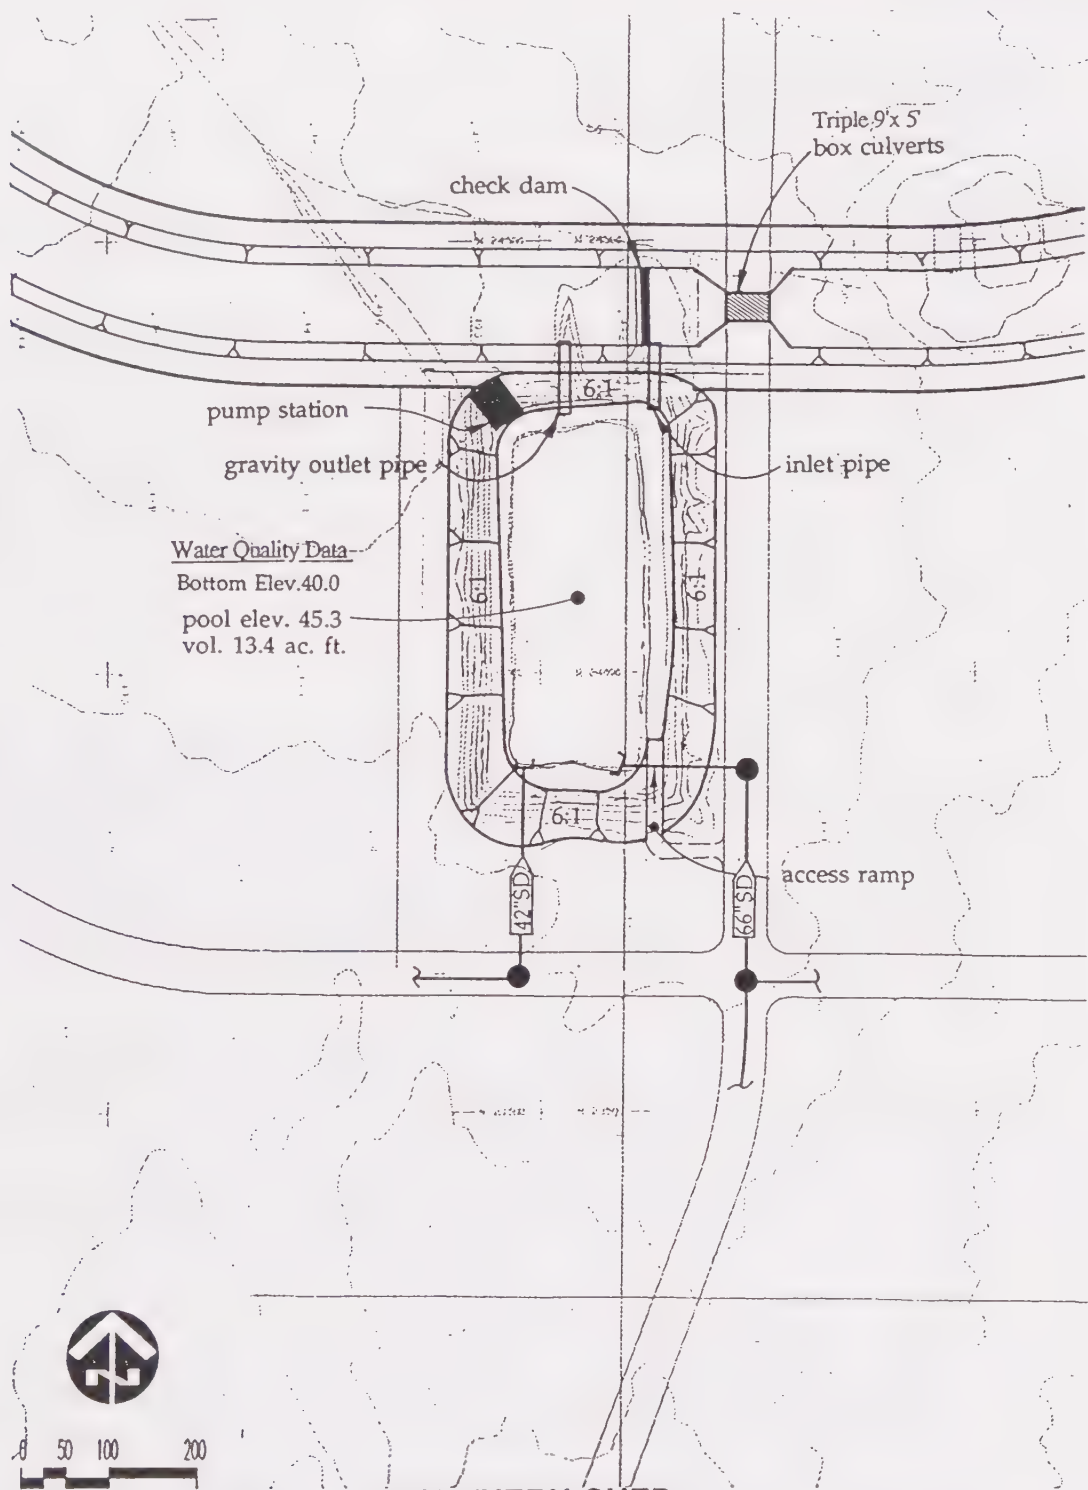 Triple 9'x 5'
box culverts
check dam
6:1
pump station
gravity outlet pipe
inlet pipe
Water Quality Data
Bottom Elev.40.0
pool elev. 45.3
vol. 13.4 ac. ft.
6:1
6:1
6:1
access ramp
42"SD
66"SD
N
0 50 100 200